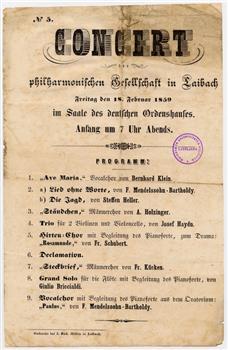 № 5.
CONCERT
der
philharmonischen Gesellschaft in Laibach
Freitag den 18. Februar 1859
im Saale des deutschen Ordenshauses.
Anfang um 7 Uhr Abends.
PROGRAMM:
1. „Ave Maria," Vocalchor von Bernhard Klein.
2. a) Lied ohne Worte, von F. Mendelssohn-Bartholdy.
b) Die Jagd, von Steffen Heller.
3. „Ständchen," Männerchor von A. Holzinger.
4. Trio für 2 Violinen und Violoncello, von Josef Haydn.
5. Hirten-Chor mit Begleitung des Pianoforte, zum Drama:
„Rosamunde," von Fr. Schubert.
6. Declamation.
7. „Steckbrief," Männerchor von Fr. Kücken.
8. Grand Solo für die Flöte mit Begleitung des Pianoforte, von
Giulio Briccialdi.
9. Vocalchor mit Begleitung des Pianoforte aus dem Oratorium:
„Paulus," von F. Mendelssohn-Bartholdy.
Gedruckt bei J. Blasnik in Laibach.